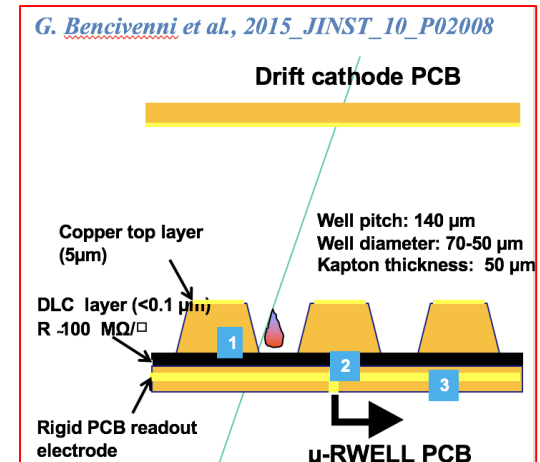 G. Bencivenni et al., 2015_JINST_10_P02008
Drift cathode PCB
Well pitch: 140 µm
Well diameter: 70-50 µm
Kapton thickness: 50 µm
Copper top layer
(5µm)
DLC layer (<0.1 µm)
R ~100 MΩ/□
1
2
3
Rigid PCB readout
electrode
µ-RWELL PCB